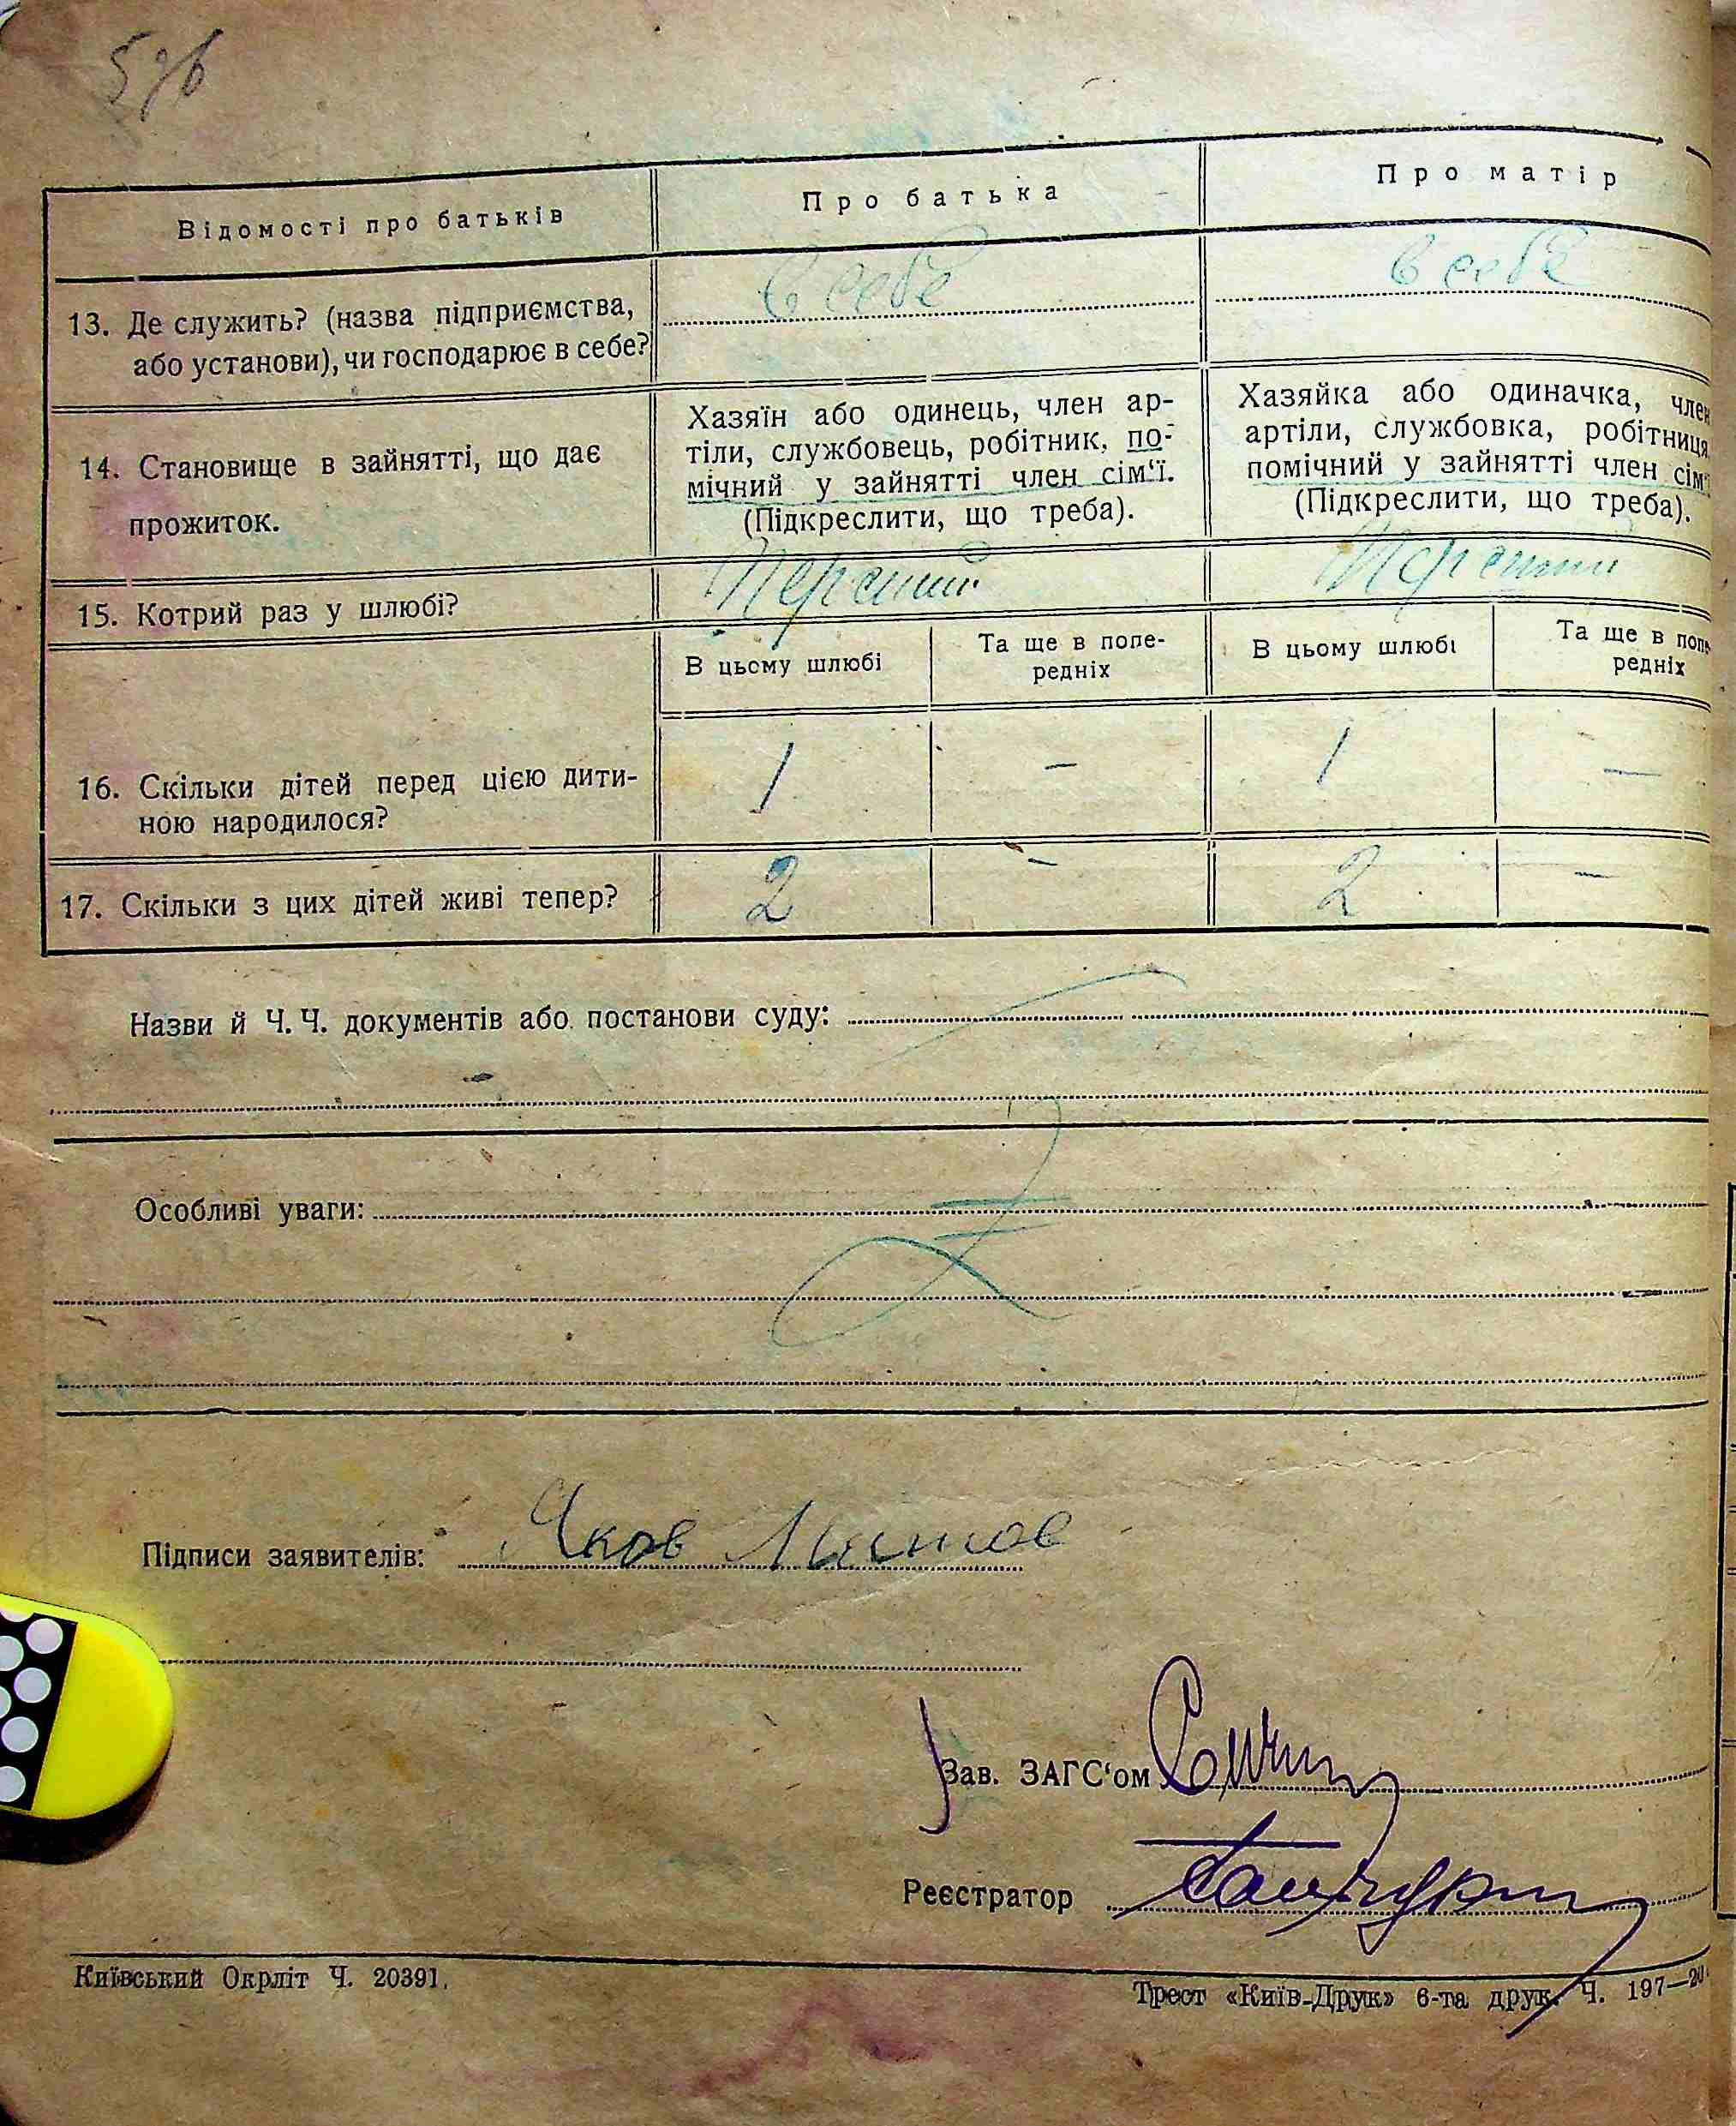 Відомості про батьків
Про батька
Про матір
13. Де служить? (назва підприємства,
або установи), чи господарює в себе?
в себе
в себе
14. Становище в зайнятті, що дає
прожиток.
Хазяїн або одинець, член ар-
тіли, службовець, робітник, по-
мічний у зайнятті член сім‘ї.
(Підкреслити, що треба).
Хазяйка або одиначка, член
артіли, службовка, робітниця,
помічний у зайнятті член сім‘ї
(Підкреслити, що треба).
15. Котрий раз у шлюбі?
Перший
Перший
В цьому шлюбі
Та ще в попе-
редніх
В цьому шлюбі
Та ще в попе-
редніх
16. Скільки дітей перед цією дити-
ною народилося?
1 – 1 –
17. Скільки з цих дітей живі тепер?
2 – 2 –
Назви й Ч. Ч. документів або постанови суду:
Особливі уваги:
Підписи заявителів: Яков
Зав. ЗАГС‘ом
Реєстратор
Київський Окрліт Ч. 20391.
Трест «Київ-Друк» 6-та друк. Ч. 197—20